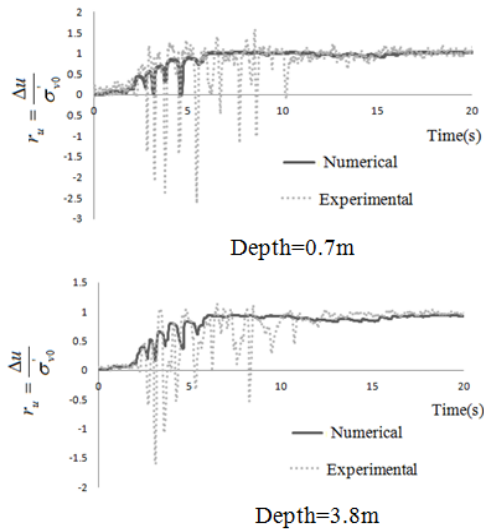 2
1.5
1
0.5
0
-0.5
-1
-1.5
-2
-2.5
-3
0 5 10 15 20
r_u = Δu / σ'_v0
Time(s)
Numerical
Experimental
Depth=0.7m
1.5
1
0.5
0
-0.5
-1
-1.5
-2
0 5 10 15 20
r_u = Δu / σ'_v0
Time(s)
Numerical
Experimental
Depth=3.8m